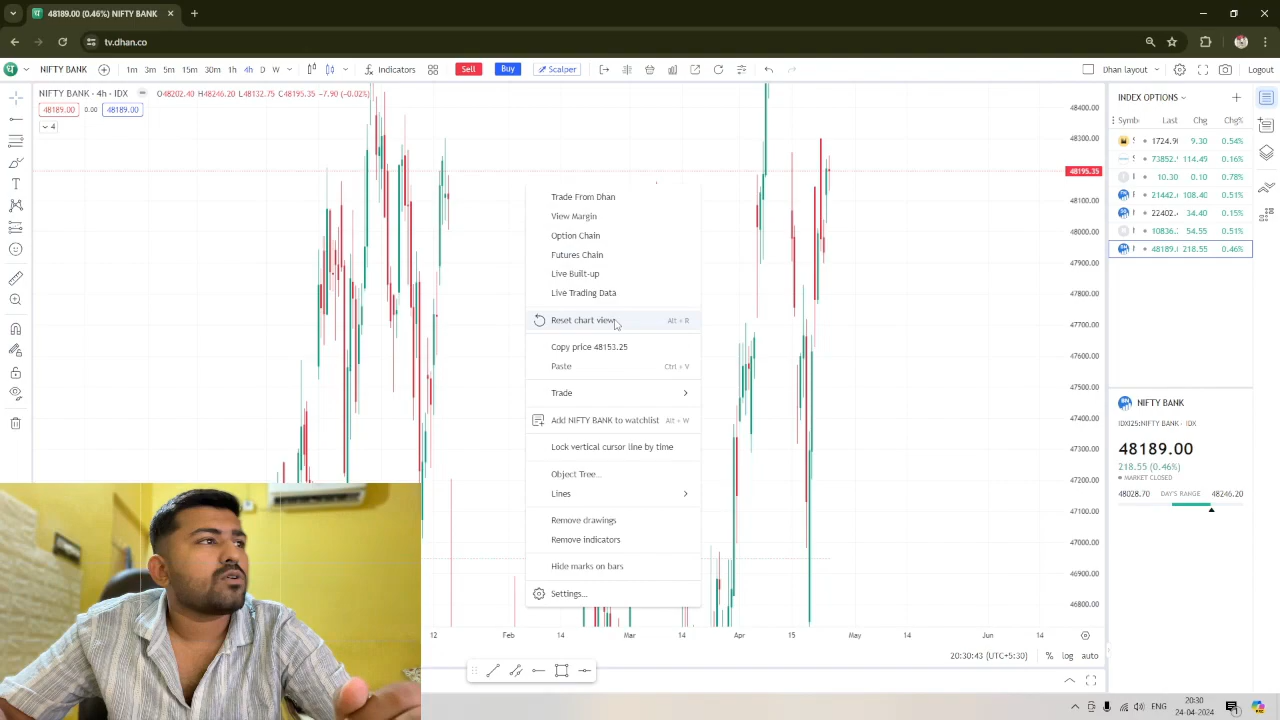 48189.00 (0.46%) NIFTY BANK
tv.dhan.co
NIFTY BANK 1m 3m 5m 15m 30m 1h 4h D W Indicators Sell Buy Scalper Dhan layout Logout
NIFTY BANK · 4h · IDX O48202.40 H48246.20 L48132.75 C48195.35 −7.90 (−0.02%)
48189.00 0.00 48189.00
4
Trade From Dhan
View Margin
Option Chain
Futures Chain
Live Built-up
Live Trading Data
Reset chart view Alt + R
Copy price 48153.25
Paste Ctrl + V
Trade
Add NIFTY BANK to watchlist Alt + W
Lock vertical cursor line by time
Object Tree...
Lines
Remove drawings
Remove indicators
Hide marks on bars
Settings...
48400.00
48300.00
48195.35
48100.00
48000.00
47900.00
47800.00
47700.00
47600.00
47500.00
47400.00
47300.00
47200.00
47100.00
47000.00
46900.00
46800.00
12 Feb 14 Mar 14 Apr 15 May 14 Jun 14
20:30:43 (UTC+5:30) % log auto
INDEX OPTIONS
Symb Last Chg Chg%
1724.9 9.30 0.54%
73852. 114.49 0.16%
10.30 0.10 0.78%
21442. 108.40 0.51%
22402. 34.40 0.15%
10836. 54.55 0.51%
48189. 218.55 0.46%
NIFTY BANK
IDX|25:NIFTY BANK · IDX
48189.00
218.55 (0.46%)
MARKET CLOSED
48028.70 DAY'S RANGE 48246.20
ENG
20:30
24-04-2024